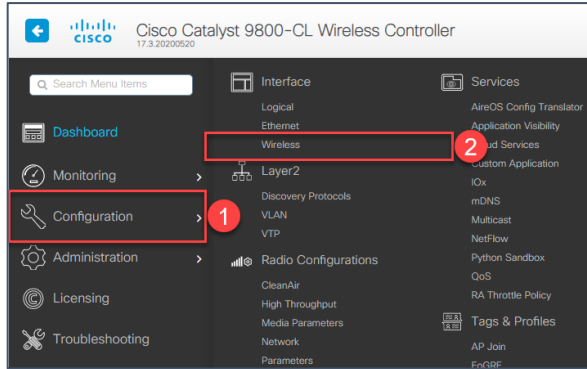 CISCO
Cisco Catalyst 9800-CL Wireless Controller
17.3.20200520
Search Menu Items
Dashboard
Monitoring
Configuration
1
Administration
Licensing
Troubleshooting
Interface
Logical
Ethernet
Wireless
2
Layer2
Discovery Protocols
VLAN
VTP
Radio Configurations
CleanAir
High Throughput
Media Parameters
Network
Parameters
Services
AireOS Config Translator
Application Visibility
ud Services
Custom Application
IOx
mDNS
Multicast
NetFlow
Python Sandbox
QoS
RA Throttle Policy
Tags & Profiles
AP Join
EoGRE